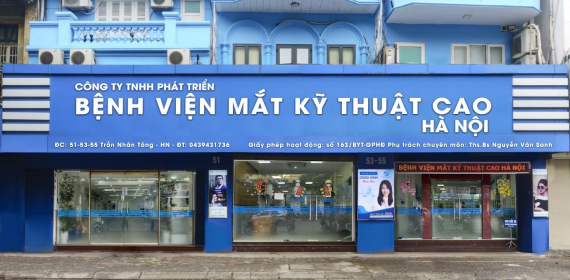 CÔNG TY TNHH PHÁT TRIỂN
BỆNH VIỆN MẮT KỸ THUẬT CAO
HÀ NỘI
ĐC: 51-53-55 Trần Nhân Tông - HN - ĐT: 0439431736 Giấy phép hoạt động: số 163/BYT-GPHĐ Phụ trách chuyên môn: Ths.Bs Nguyễn Văn Sanh
51
53-55
BỆNH VIỆN MẮT KỸ THUẬT CAO HÀ NỘI